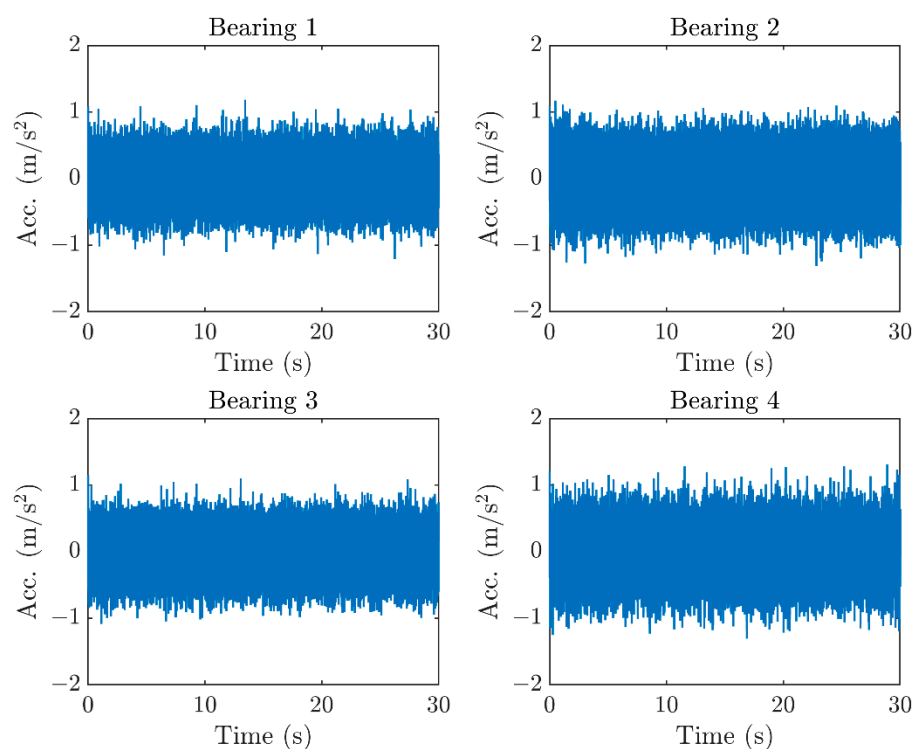 Bearing 1
2
1
0
−1
−2
Acc. (m/s²)
0 10 20 30
Time (s)
Bearing 2
2
1
0
−1
−2
Acc. (m/s²)
0 10 20 30
Time (s)
Bearing 3
2
1
0
−1
−2
Acc. (m/s²)
0 10 20 30
Time (s)
Bearing 4
2
1
0
−1
−2
Acc. (m/s²)
0 10 20 30
Time (s)